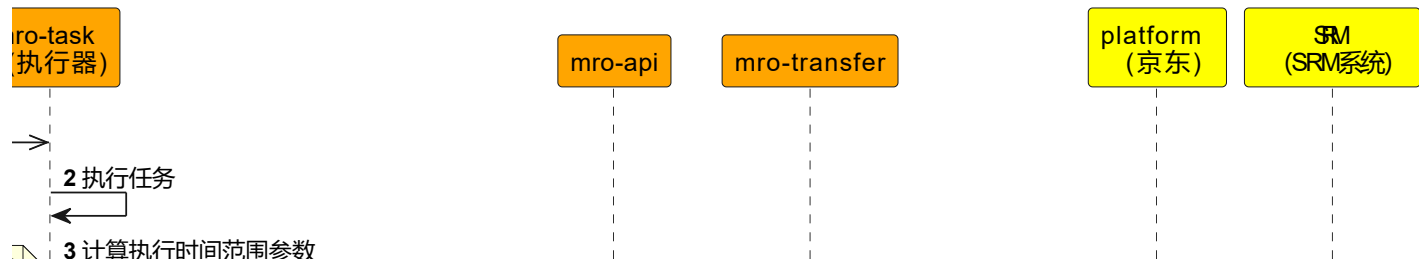 ro-task
(执行器)
mro-api
mro-transfer
platform
(京东)
SRM
(SRM系统)
2 执行任务
3 计算执行时间范围参数